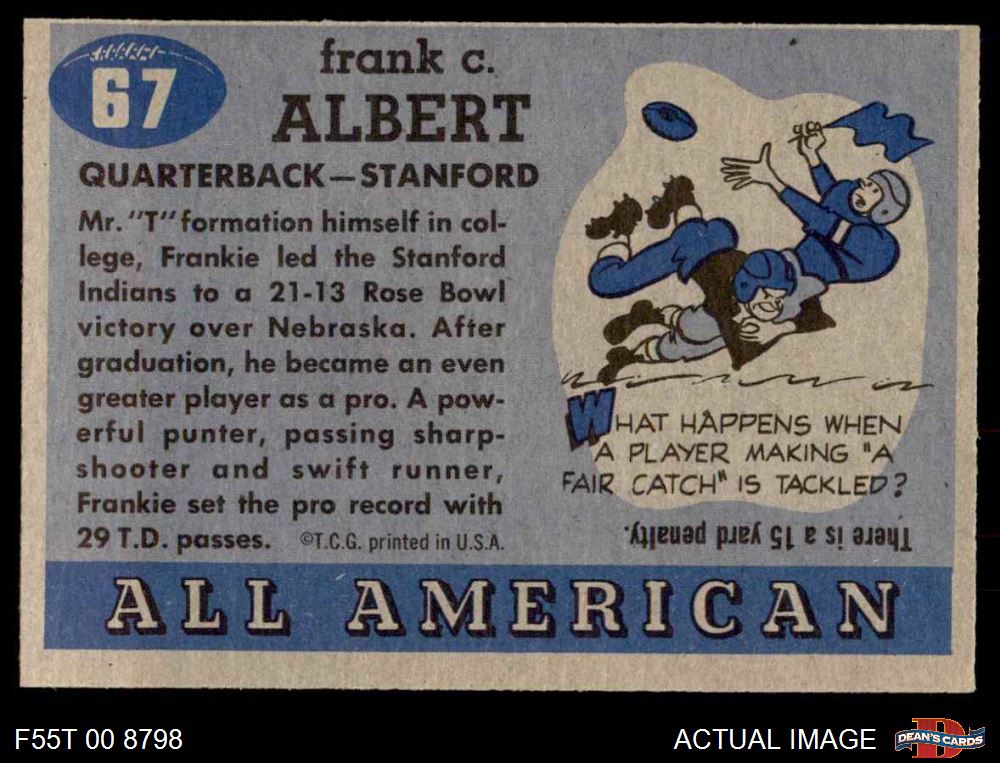 67
frank c.
ALBERT
QUARTERBACK—STANFORD
Mr. "T" formation himself in col-
lege, Frankie led the Stanford
Indians to a 21-13 Rose Bowl
victory over Nebraska. After
graduation, he became an even
greater player as a pro. A pow-
erful punter, passing sharp-
shooter and swift runner,
Frankie set the pro record with
29 T.D. passes. ©T.C.G. printed in U.S.A.
WHAT HAPPENS WHEN
A PLAYER MAKING "A
FAIR CATCH" IS TACKLED?
There is a 15 yard penalty.
ALL AMERICAN
F55T 00 8798
ACTUAL IMAGE
DEAN'S CARDS